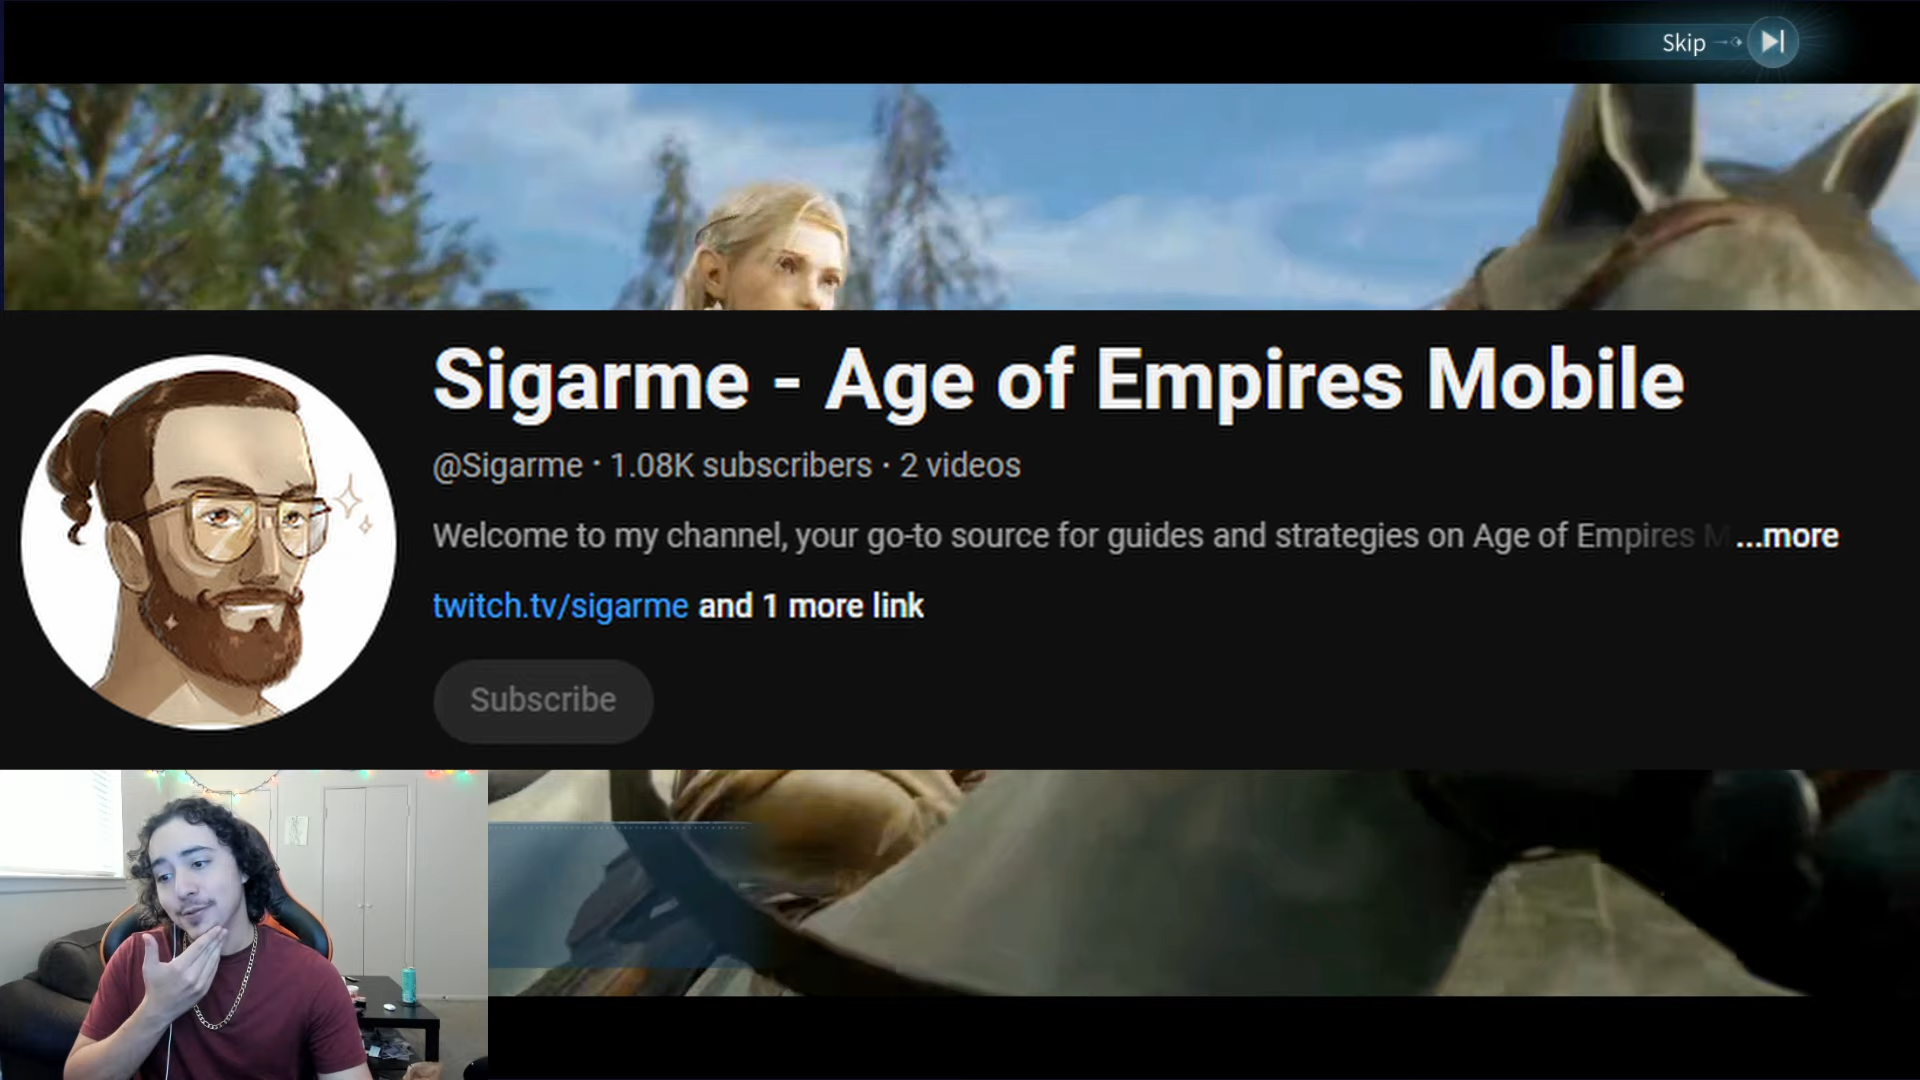 Skip
Sigarme - Age of Empires Mobile
@Sigarme · 1.08K subscribers · 2 videos
Welcome to my channel, your go-to source for guides and strategies on Age of Empires M ...more
twitch.tv/sigarme and 1 more link
Subscribe